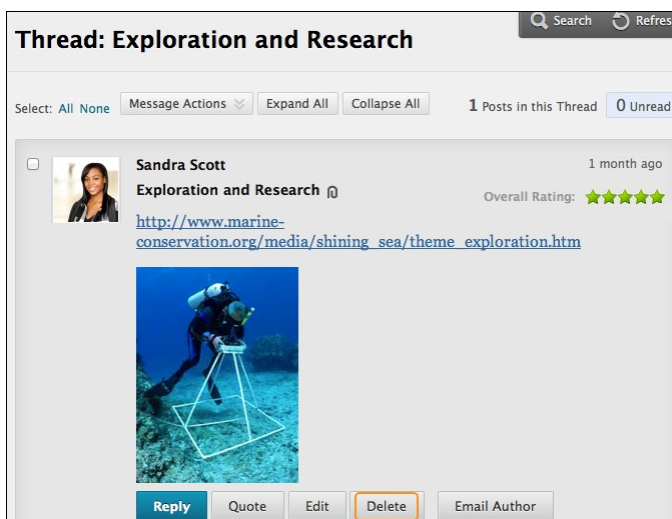 Search Refres
Thread: Exploration and Research
Select: All None Message Actions Expand All Collapse All 1 Posts in this Thread 0 Unread
Sandra Scott 1 month ago
Exploration and Research Overall Rating:
http://www.marine-
conservation.org/media/shining_sea/theme_exploration.htm
Reply Quote Edit Delete Email Author